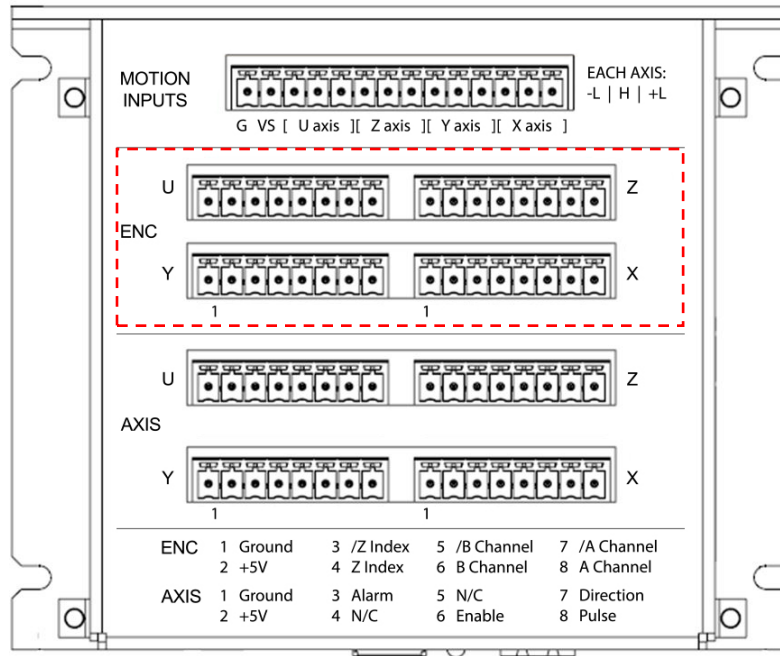 MOTION INPUTS
EACH AXIS:
-L | H | +L
G VS [ U axis ][ Z axis ][ Y axis ][ X axis ]
U Z
ENC
Y X
1 1
U Z
AXIS
Y X
1 1
ENC 1 Ground 3 /Z Index 5 /B Channel 7 /A Channel
2 +5V 4 Z Index 6 B Channel 8 A Channel
AXIS 1 Ground 3 Alarm 5 N/C 7 Direction
2 +5V 4 N/C 6 Enable 8 Pulse